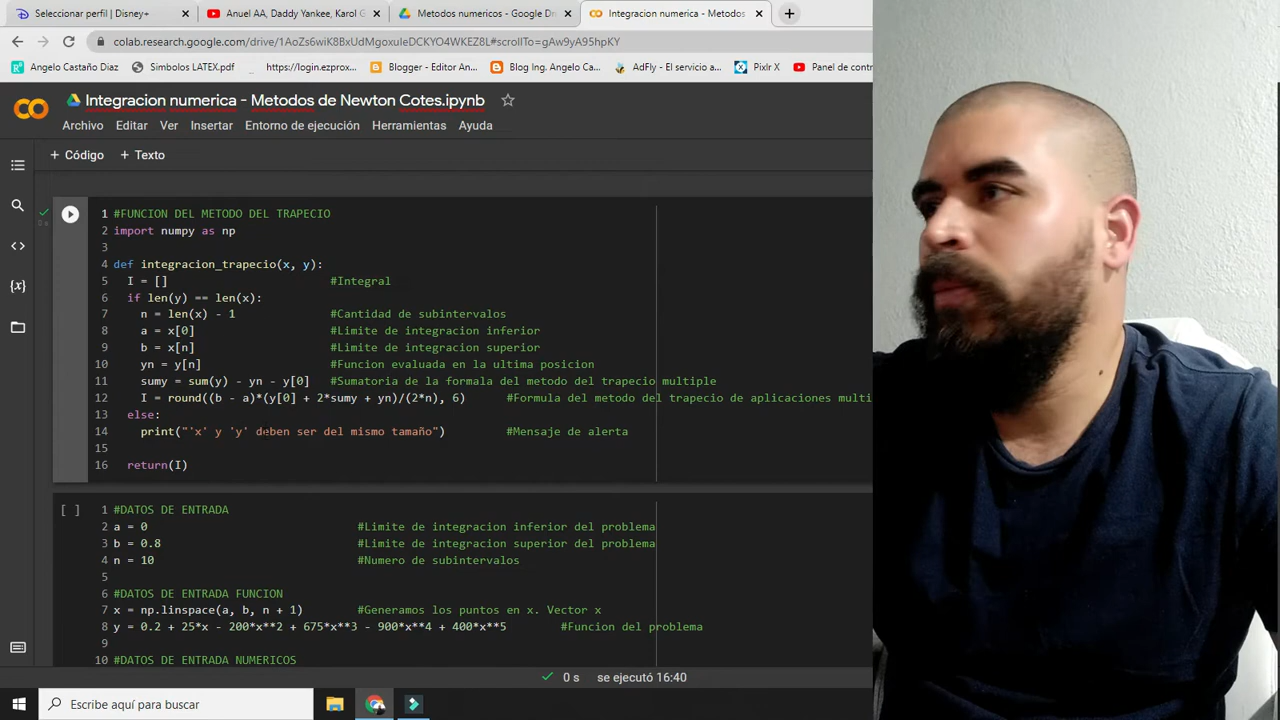 Seleccionar perfil | Disney+
Anuel AA, Daddy Yankee, Karol G
Metodos numericos - Google Dri
Integracion numerica - Metodos
colab.research.google.com/drive/1AoZs6wiK8BxUdMgoxuleDCKYO4WKEZ8L#scrollTo=gAw9yA95hpKY
Angelo Castaño Diaz
Simbolos LATEX.pdf
https://login.ezprox...
Blogger - Editor An...
Blog Ing. Angelo Ca...
AdFly - El servicio a...
Pixlr X
Panel de contr
Integracion numerica - Metodos de Newton Cotes.ipynb
Archivo Editar Ver Insertar Entorno de ejecución Herramientas Ayuda
+ Código + Texto
1 #FUNCION DEL METODO DEL TRAPECIO
2 import numpy as np
3
4 def integracion_trapecio(x, y):
5 I = [] #Integral
6 if len(y) == len(x):
7 n = len(x) - 1 #Cantidad de subintervalos
8 a = x[0] #Limite de integracion inferior
9 b = x[n] #Limite de integracion superior
10 yn = y[n] #Funcion evaluada en la ultima posicion
11 sumy = sum(y) - yn - y[0] #Sumatoria de la formala del metodo del trapecio multiple
12 I = round((b - a)*(y[0] + 2*sumy + yn)/(2*n), 6) #Formula del metodo del trapecio de aplicaciones multi
13 else:
14 print("'x' y 'y' deben ser del mismo tamaño") #Mensaje de alerta
15
16 return(I)
[ ] 1 #DATOS DE ENTRADA
2 a = 0 #Limite de integracion inferior del problema
3 b = 0.8 #Limite de integracion superior del problema
4 n = 10 #Numero de subintervalos
5
6 #DATOS DE ENTRADA FUNCION
7 x = np.linspace(a, b, n + 1) #Generamos los puntos en x. Vector x
8 y = 0.2 + 25*x - 200*x**2 + 675*x**3 - 900*x**4 + 400*x**5 #Funcion del problema
9
10 #DATOS DE ENTRADA NUMERICOS
0 s se ejecutó 16:40
Escribe aquí para buscar